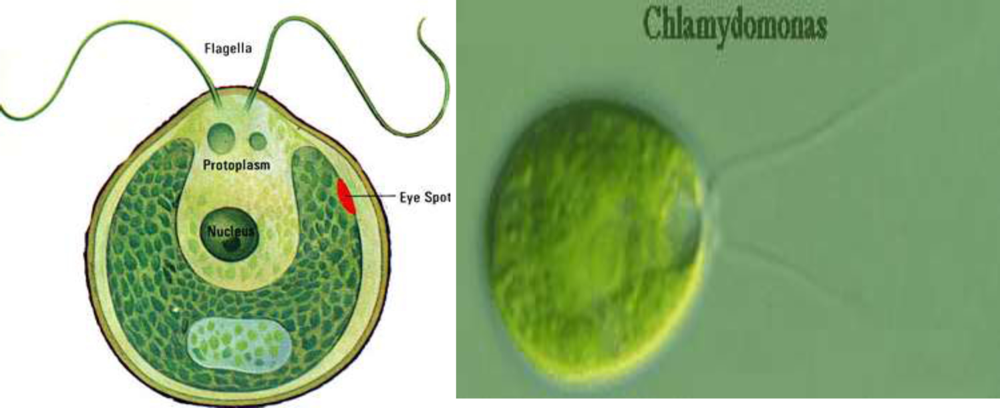 Flagella
Protoplasm
Eye Spot
Nucleus
Chlamydomonas